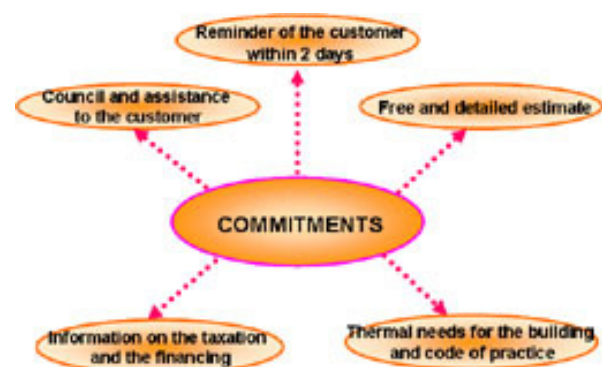 Reminder of the customer
within 2 days
Council and assistance
to the customer
Free and detailed estimate
COMMITMENTS
Information on the taxation
and the financing
Thermal needs for the building
and code of practice